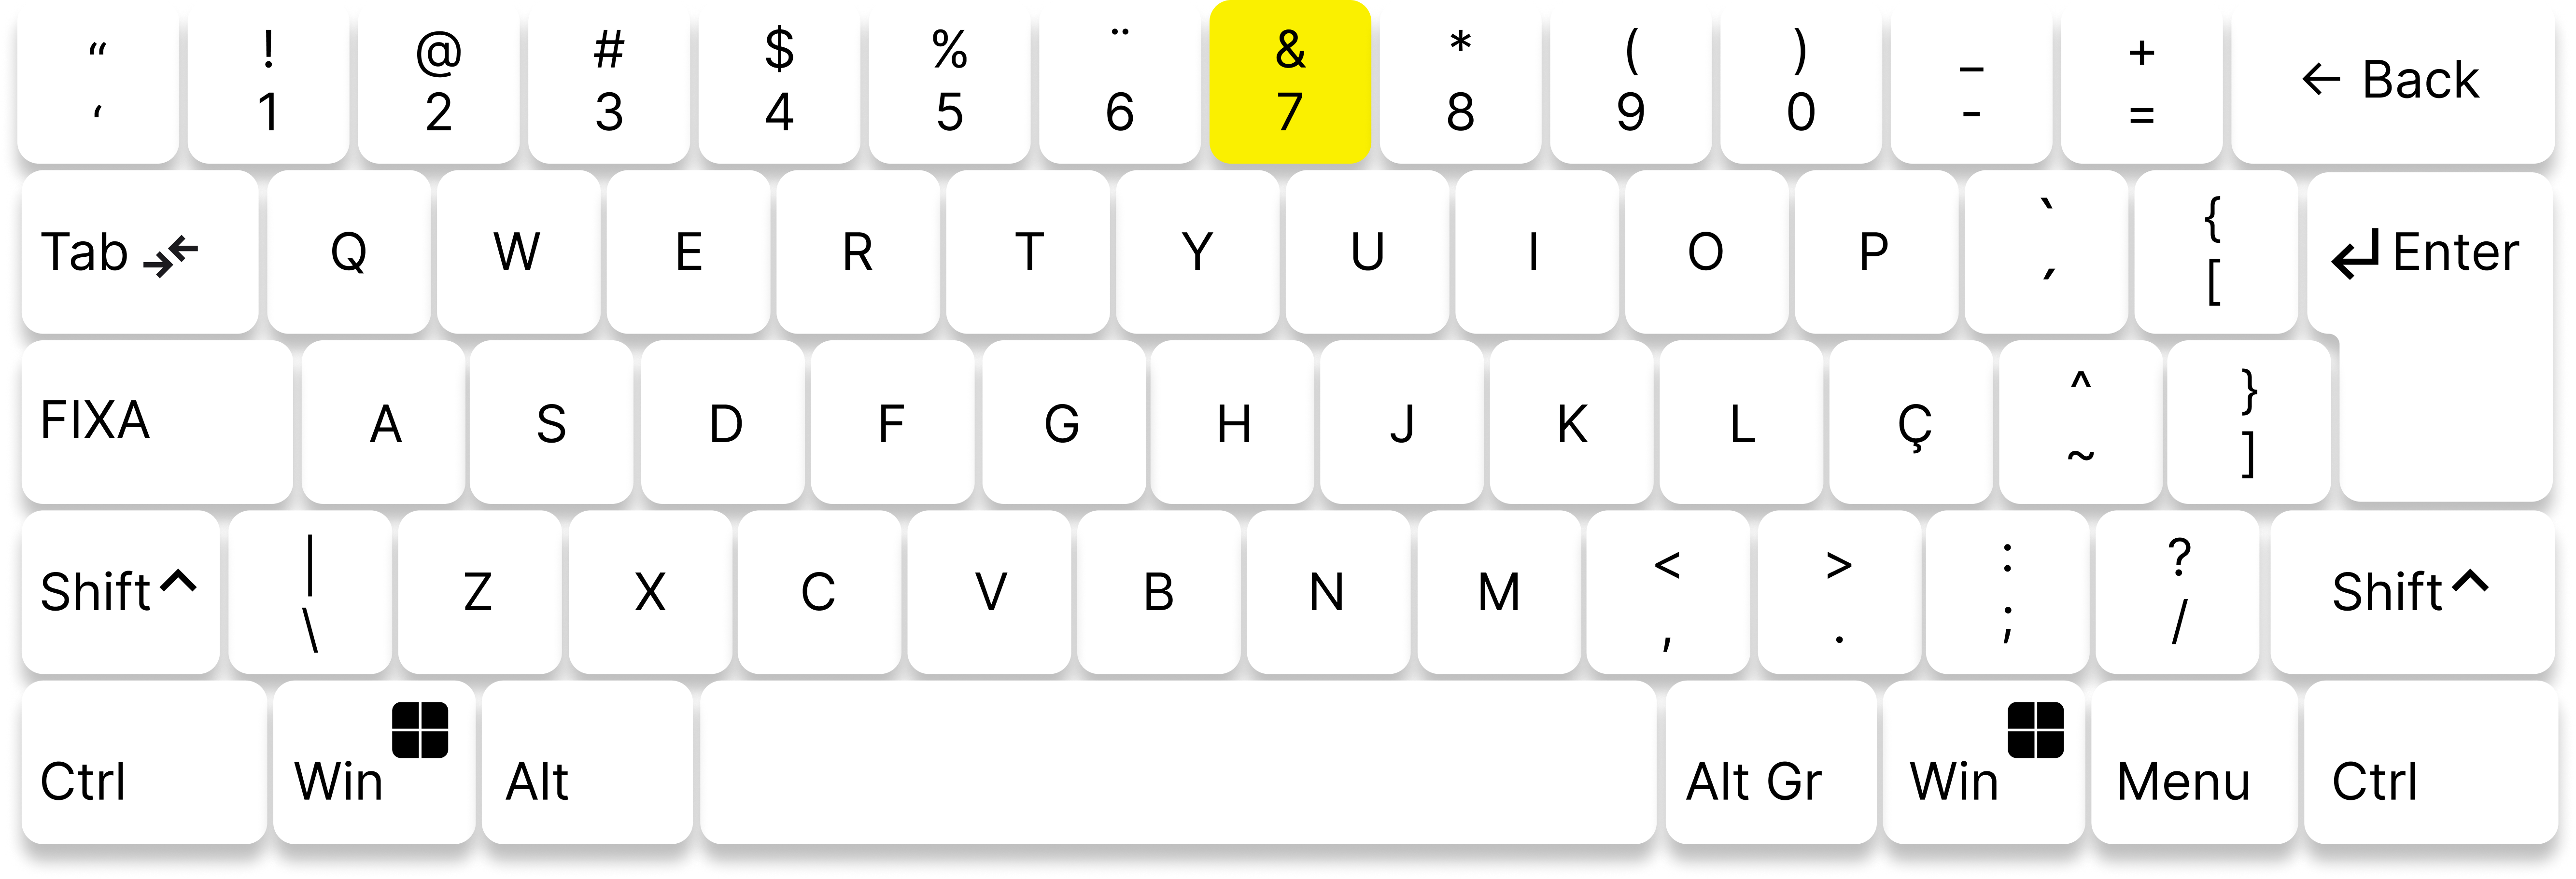 “ ! @ # $ % ¨ & * ( ) _ + ← Back
‘ 1 2 3 4 5 6 7 8 9 0 - =
Tab Q W E R T Y U I O P ` { Enter
´ [
FIXA A S D F G H J K L Ç ^ }
~ ]
Shift | Z X C V B N M < > : ? Shift
\ , . ; /
Ctrl Win Alt Alt Gr Win Menu Ctrl